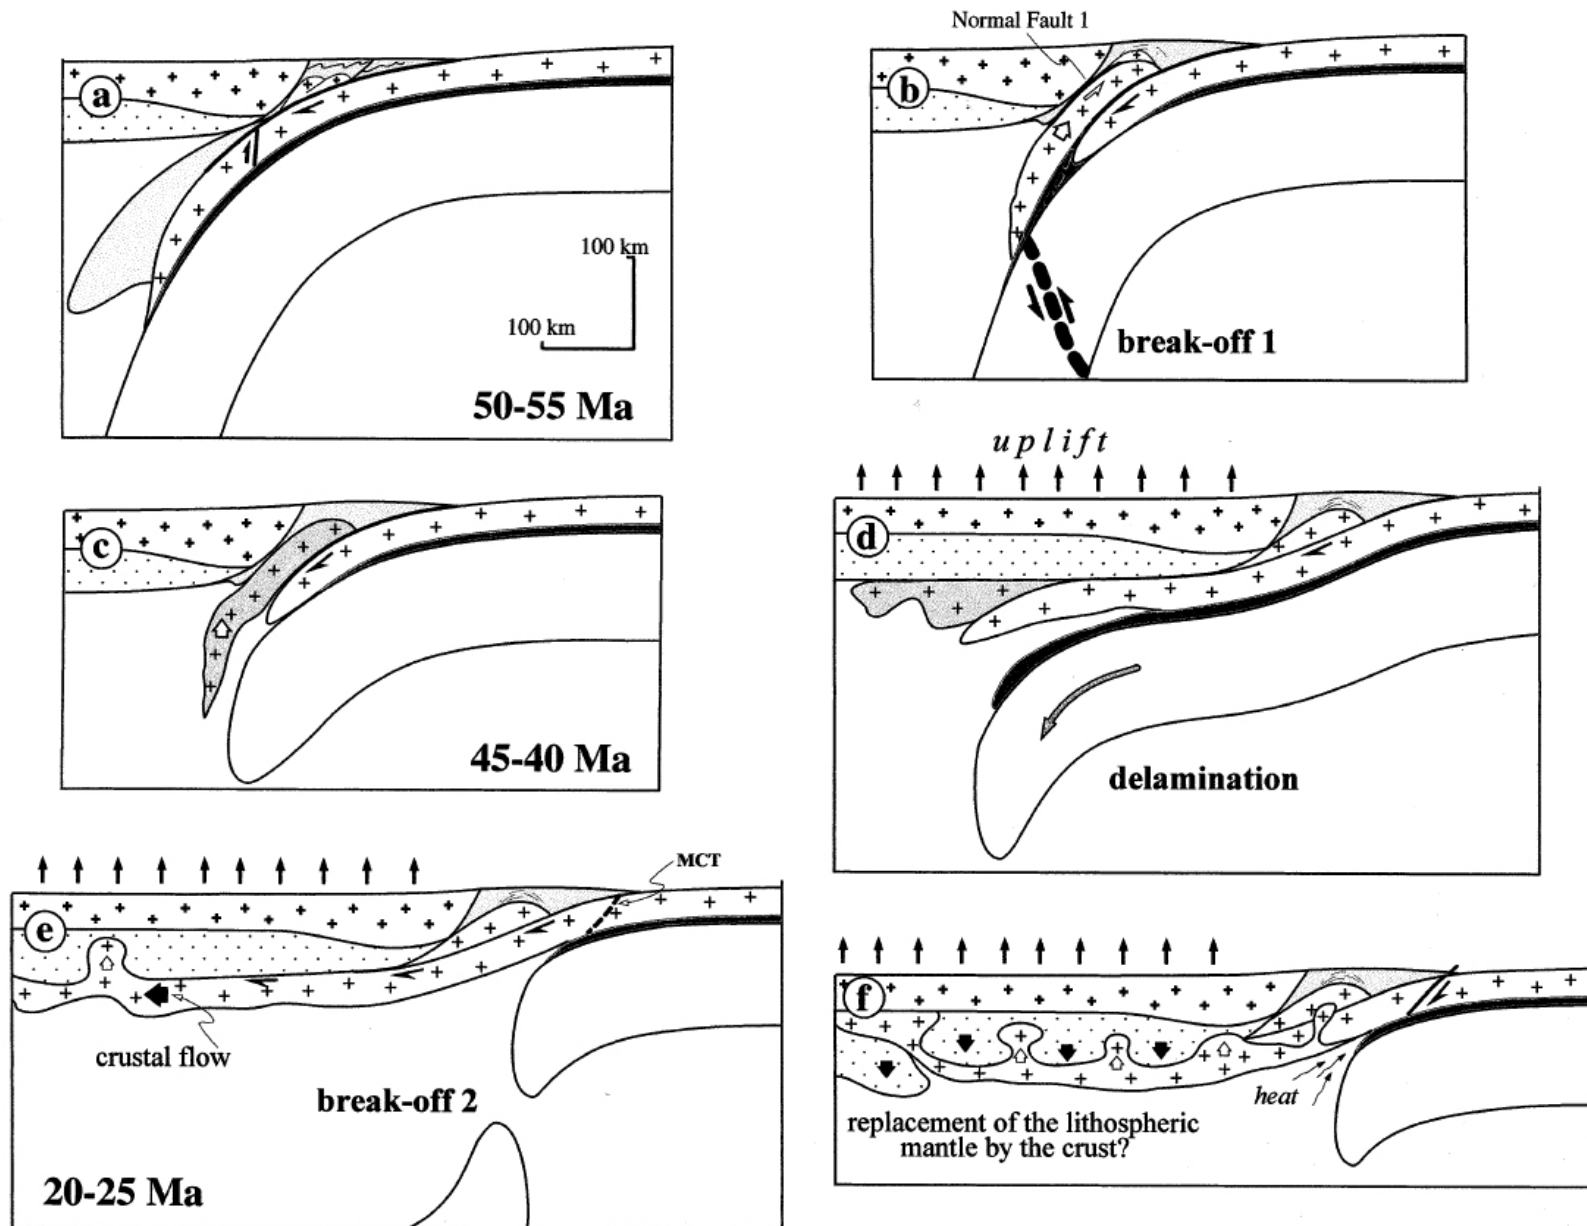 a
100 km
100 km
50-55 Ma
Normal Fault 1
b
break-off 1
c
45-40 Ma
uplift
d
delamination
MCT
e
crustal flow
break-off 2
20-25 Ma
f
heat
replacement of the lithospheric
mantle by the crust?